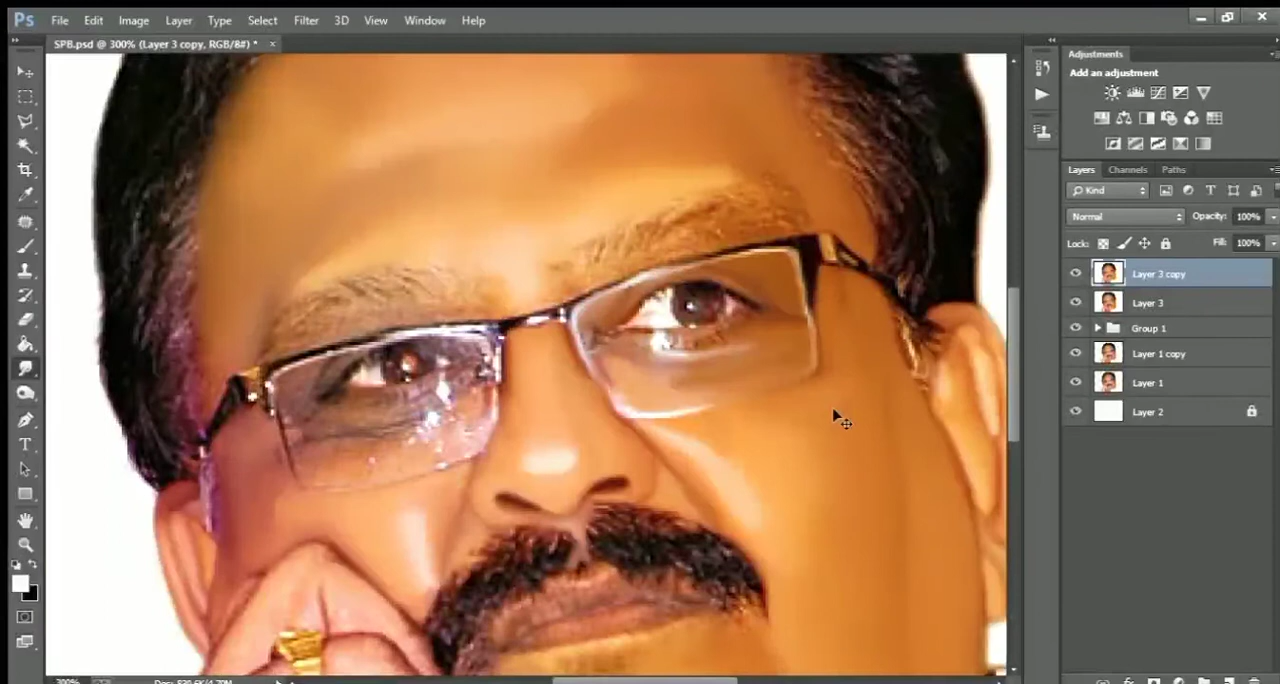 Ps File Edit Image Layer Type Select Filter 3D View Window Help
SPB.psd @ 300% (Layer 3 copy, RGB/8#) *
Adjustments
Add an adjustment
Layers Channels Paths
Kind
Normal Opacity: 100%
Lock: Fill: 100%
Layer 3 copy
Layer 3
Group 1
Layer 1 copy
Layer 1
Layer 2
300%